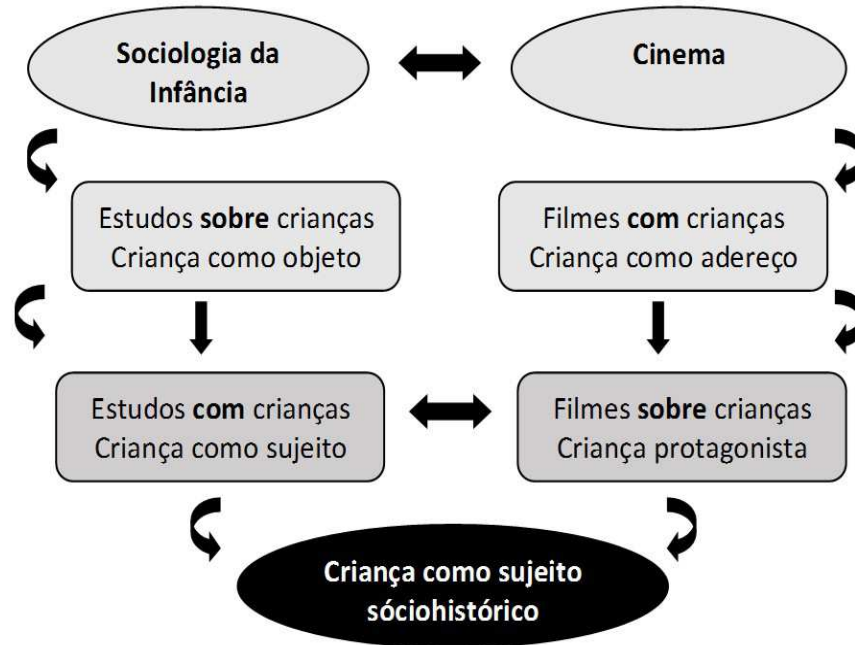 Sociologia da
Infância
Cinema
Estudos sobre crianças
Criança como objeto
Filmes com crianças
Criança como adereço
Estudos com crianças
Criança como sujeito
Filmes sobre crianças
Criança protagonista
Criança como sujeito
sóciohistórico